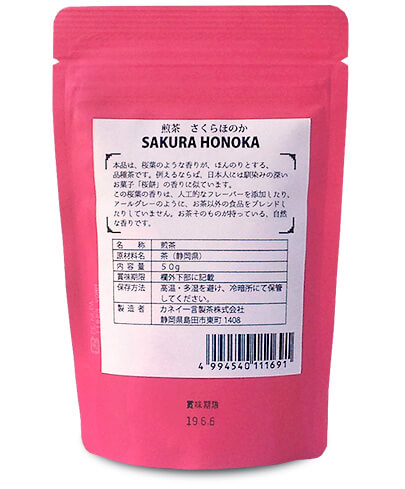 煎茶 さくらほのか
SAKURA HONOKA
本品は、桜葉のような香りが、ほんのりとする、
品種茶です。例えるならば、日本人には馴染みの深い
お菓子「桜餅」の香りに似ています。
この桜葉の香りは、人工的なフレーバーを添加したり、
アールグレーのように、お茶以外の食品をブレンドし
たりしていません。お茶そのものが持っている、自然
な香りです。
名称 煎茶
原材料名 茶（静岡県）
内容量 50g
賞味期限 欄外下部に記載
保存方法 高温・多湿を避け、冷暗所にて保管
してください。
製造者 カネイ一言製茶株式会社
静岡県島田市東町1408
4 994540 111691
賞味期限
19.6.6